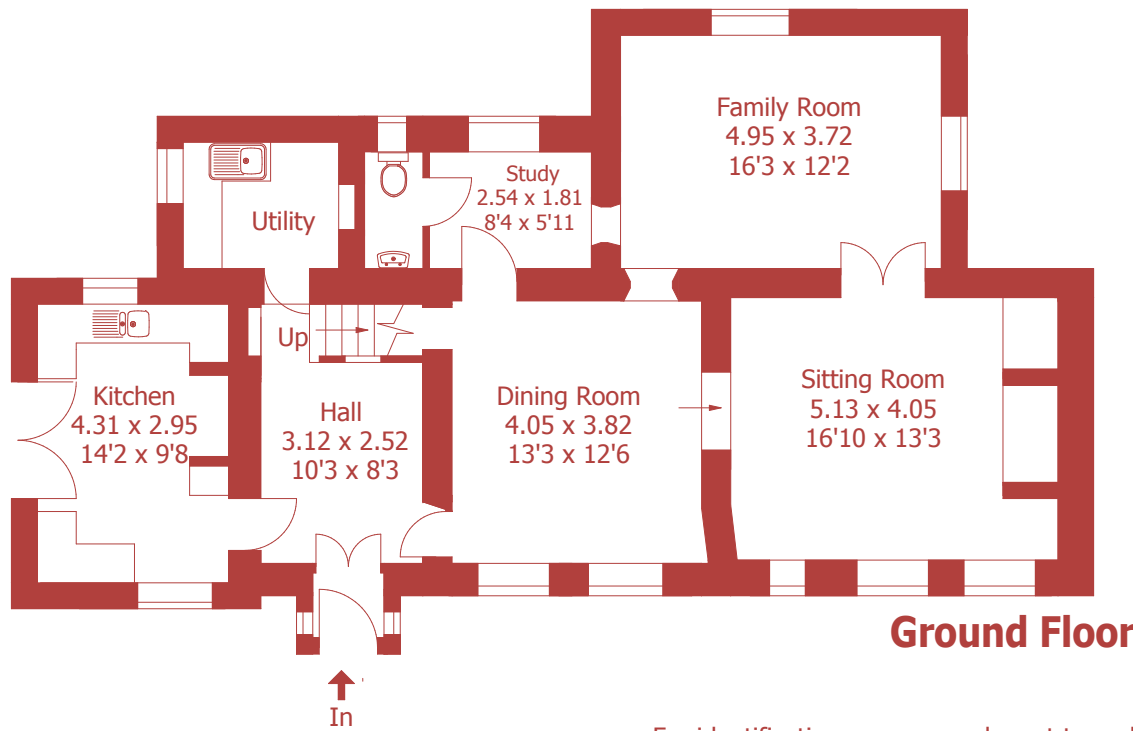 Family Room
4.95 x 3.72
16'3 x 12'2
Study
2.54 x 1.81
8'4 x 5'11
Utility
Up
Kitchen
4.31 x 2.95
14'2 x 9'8
Hall
3.12 x 2.52
10'3 x 8'3
Dining Room
4.05 x 3.82
13'3 x 12'6
Sitting Room
5.13 x 4.05
16'10 x 13'3
Ground Floor
In